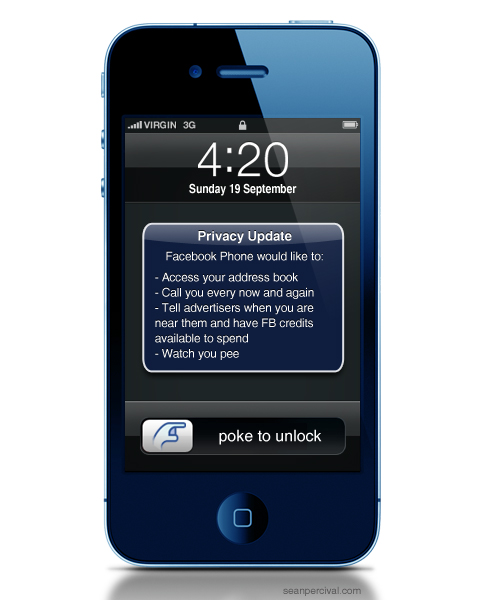 VIRGIN 3G
4:20
Sunday 19 September
Privacy Update
Facebook Phone would like to:
- Access your address book
- Call you every now and again
- Tell advertisers when you are
near them and have FB credits
available to spend
- Watch you pee
poke to unlock
seanpercival.com